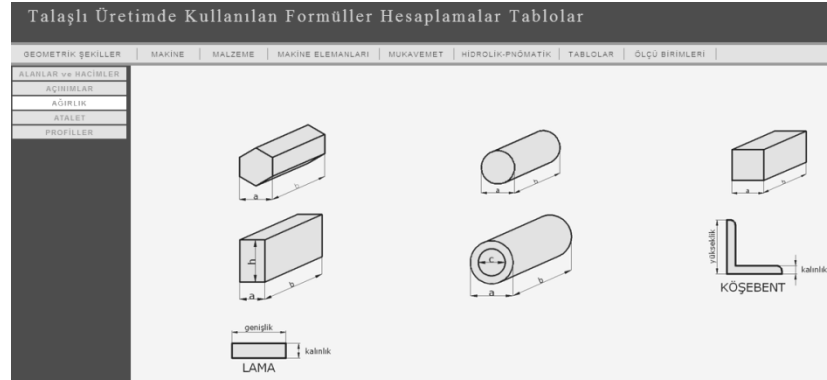 Talaşlı Üretimde Kullanılan Formüller Hesaplamalar Tablolar
GEOMETRİK ŞEKİLLER | MAKİNE | MALZEME | MAKİNE ELEMANLARI | MUKAVEMET | HİDROLİK-PNÖMATİK | TABLOLAR | ÖLÇÜ BİRİMLERİ |
ALANLAR ve HACİMLER
AÇINIMLAR
AĞIRLIK
ATALET
PROFİLLER
a b
a b
a b
h
a b
c
a b
yükseklik
kalınlık
KÖŞEBENT
genişlik
kalınlık
LAMA